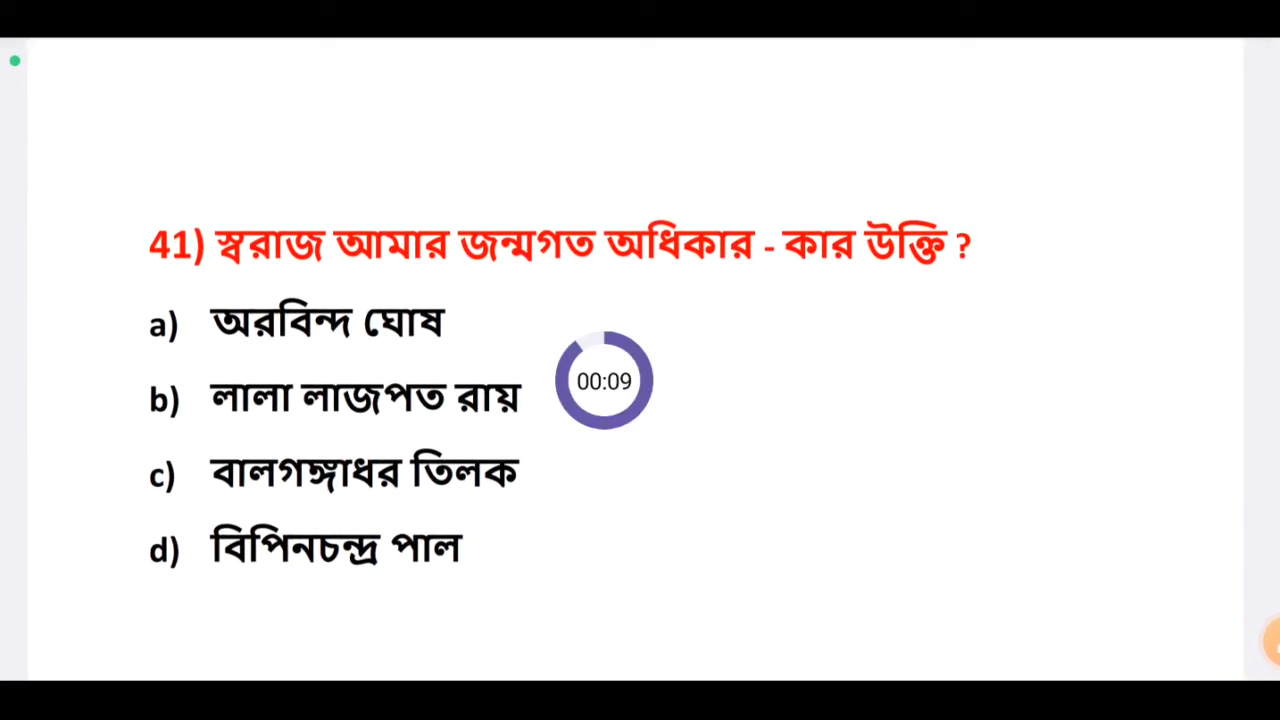 41) স্বরাজ আমার জন্মগত অধিকার - কার উক্তি ?
a) অরবিন্দ ঘোষ
b) লালা লাজপত রায়
00:09
c) বালগঙ্গাধর তিলক
d) বিপিনচন্দ্র পাল